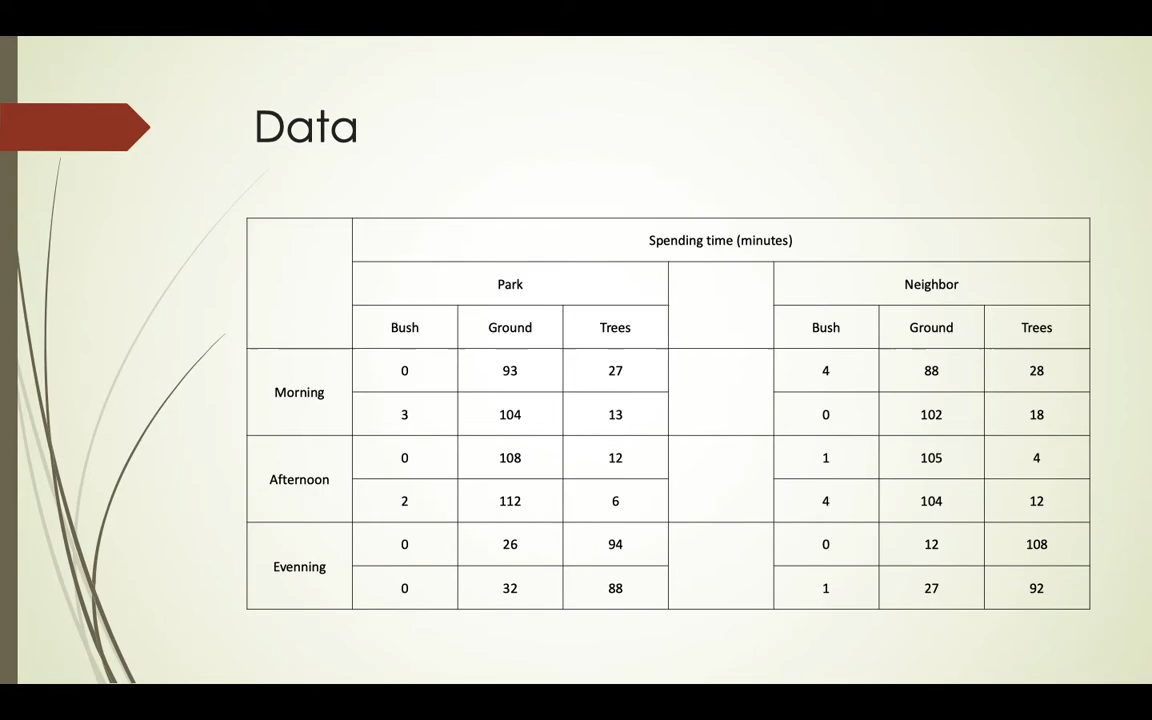 Data
Spending time (minutes)
Park Neighbor
Bush Ground Trees Bush Ground Trees
Morning
0 93 27 4 88 28
3 104 13 0 102 18
Afternoon
0 108 12 1 105 4
2 112 6 4 104 12
Evenning
0 26 94 0 12 108
0 32 88 1 27 92